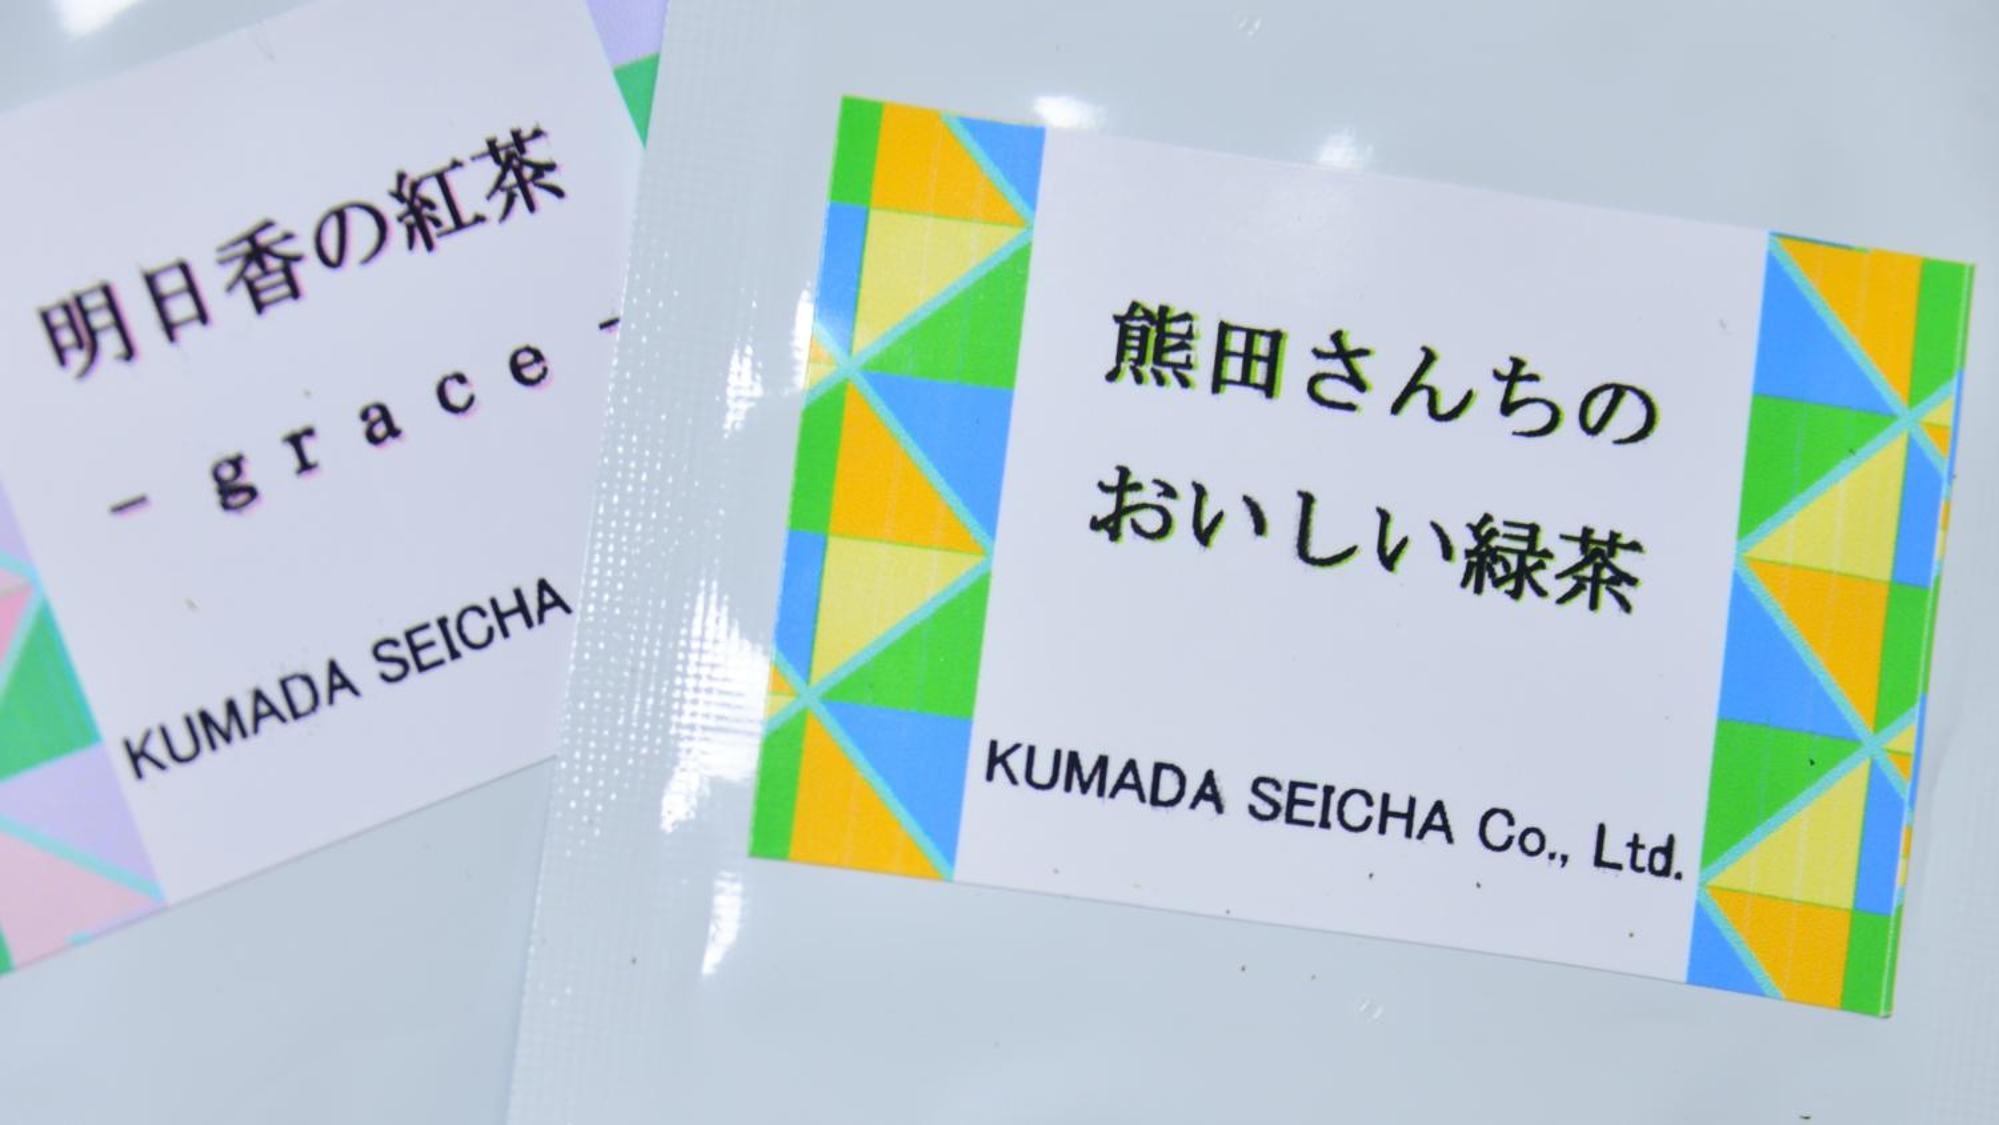 明日香の紅茶
- grace -
KUMADA SEICHA
熊田さんちの
おいしい緑茶
KUMADA SEICHA Co., Ltd.